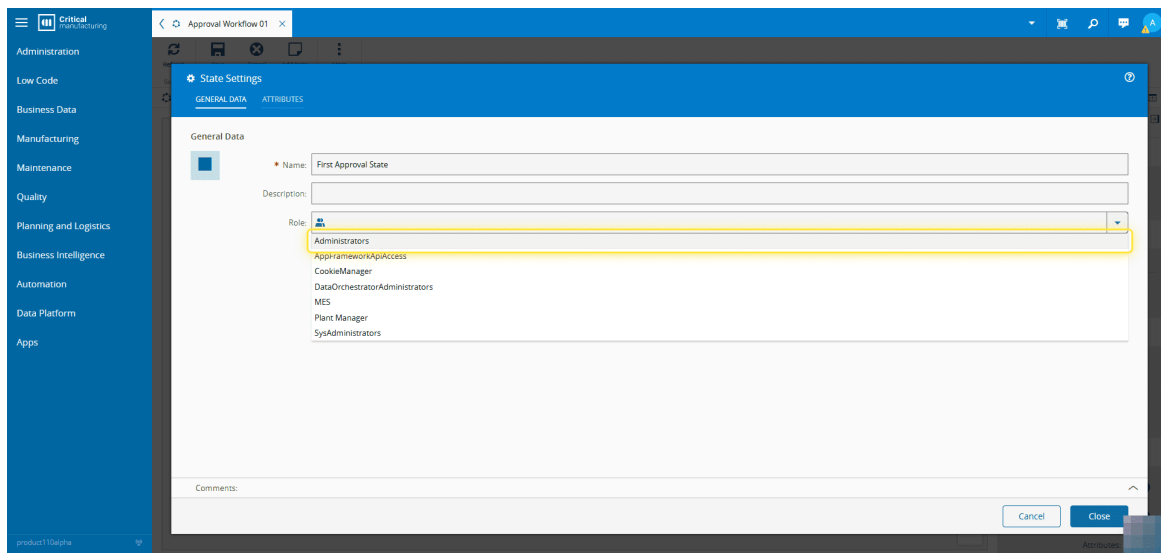 Critical
manufacturing
Approval Workflow 01
A
Administration
Low Code
Business Data
Manufacturing
Maintenance
Quality
Planning and Logistics
Business Intelligence
Automation
Data Platform
Apps
product110alpha
State Settings
GENERAL DATA ATTRIBUTES
General Data
* Name: First Approval State
Description:
Role:
Administrators
AppFrameworkApiAccess
CookieManager
DataOrchestratorAdministrators
MES
Plant Manager
SysAdministrators
Comments:
Cancel Close
Attributes: